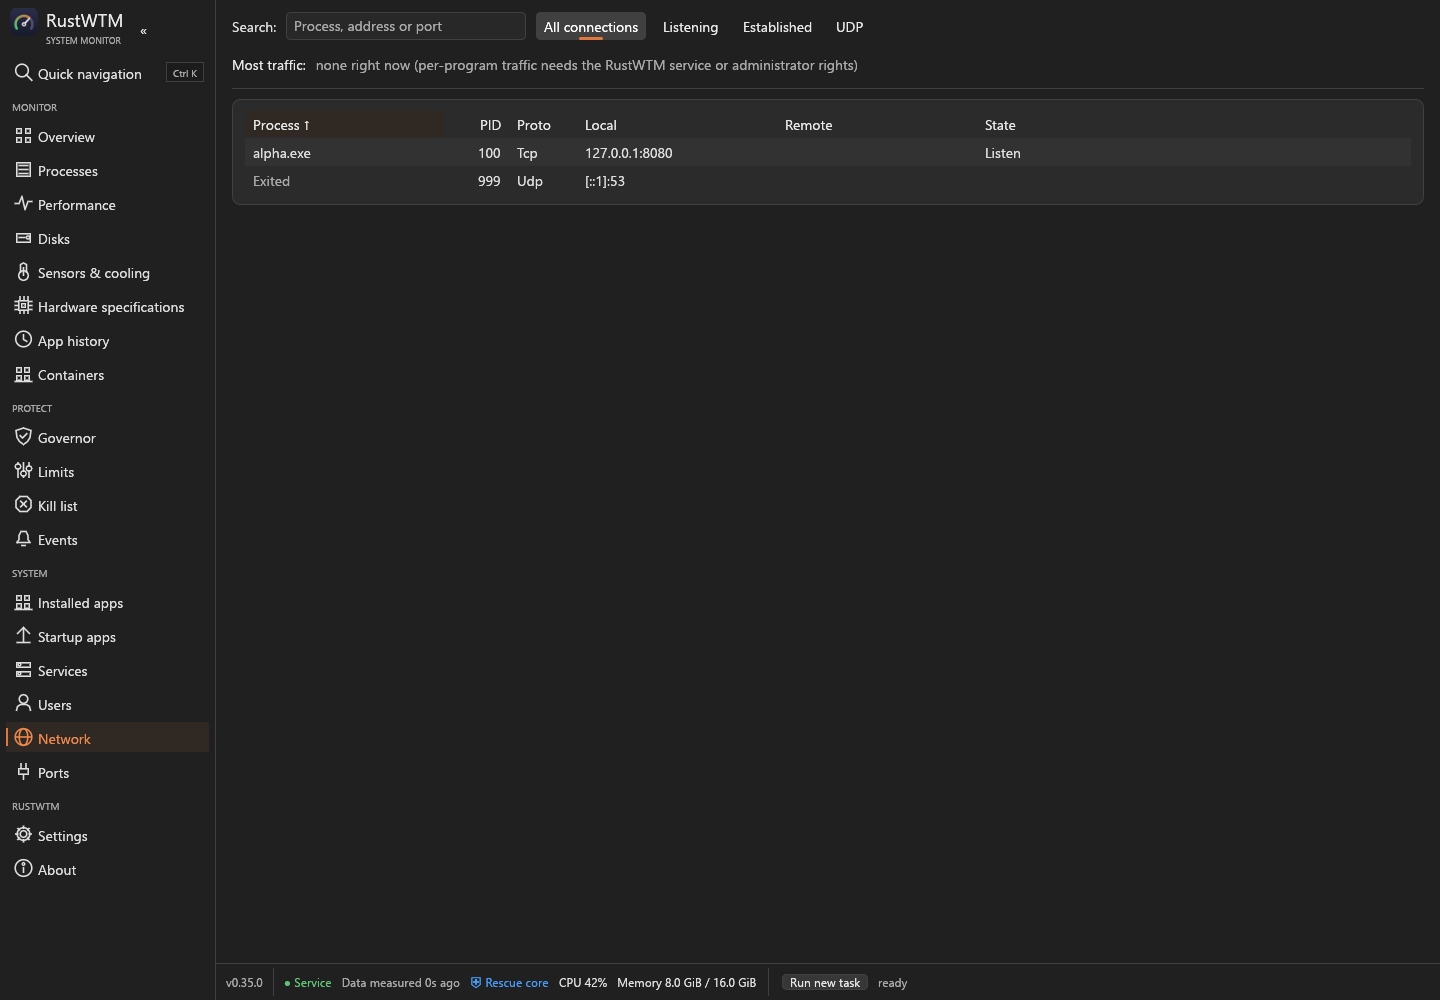 RustWTM
SYSTEM MONITOR
«
Quick navigation Ctrl K
MONITOR
Overview
Processes
Performance
Disks
Sensors & cooling
Hardware specifications
App history
Containers
PROTECT
Governor
Limits
Kill list
Events
SYSTEM
Installed apps
Startup apps
Services
Users
Network
Ports
RUSTWTM
Settings
About
Search: Process, address or port All connections Listening Established UDP
Most traffic: none right now (per-program traffic needs the RustWTM service or administrator rights)
Process ↑ PID Proto Local Remote State
alpha.exe 100 Tcp 127.0.0.1:8080 Listen
Exited 999 Udp [::1]:53
v0.35.0 ● Service Data measured 0s ago Rescue core CPU 42% Memory 8.0 GiB / 16.0 GiB Run new task ready